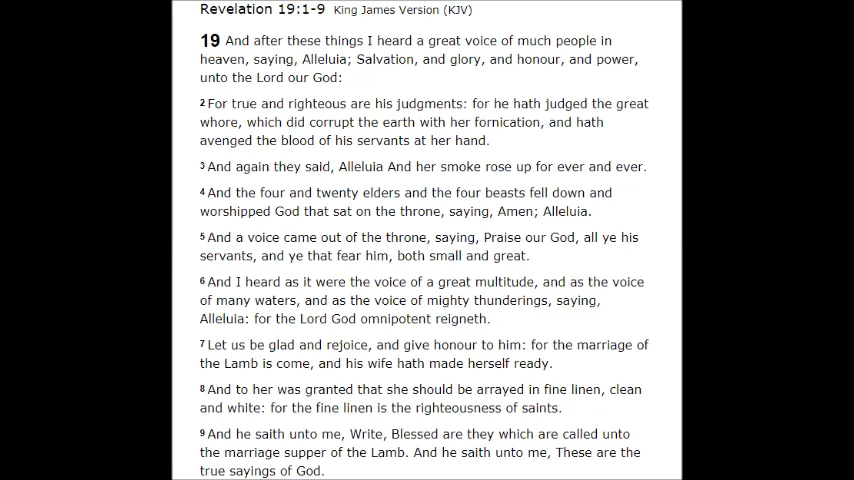 Revelation 19:1-9 King James Version (KJV)
19 And after these things I heard a great voice of much people in
heaven, saying, Alleluia; Salvation, and glory, and honour, and power,
unto the Lord our God:
2 For true and righteous are his judgments: for he hath judged the great
whore, which did corrupt the earth with her fornication, and hath
avenged the blood of his servants at her hand.
3 And again they said, Alleluia And her smoke rose up for ever and ever.
4 And the four and twenty elders and the four beasts fell down and
worshipped God that sat on the throne, saying, Amen; Alleluia.
5 And a voice came out of the throne, saying, Praise our God, all ye his
servants, and ye that fear him, both small and great.
6 And I heard as it were the voice of a great multitude, and as the voice
of many waters, and as the voice of mighty thunderings, saying,
Alleluia: for the Lord God omnipotent reigneth.
7 Let us be glad and rejoice, and give honour to him: for the marriage of
the Lamb is come, and his wife hath made herself ready.
8 And to her was granted that she should be arrayed in fine linen, clean
and white: for the fine linen is the righteousness of saints.
9 And he saith unto me, Write, Blessed are they which are called unto
the marriage supper of the Lamb. And he saith unto me, These are the
true sayings of God.